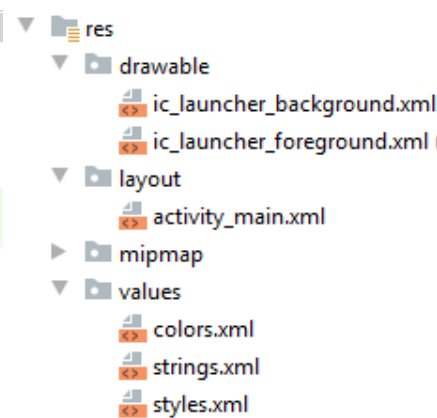 res
drawable
ic_launcher_background.xml
ic_launcher_foreground.xml (
layout
activity_main.xml
mipmap
values
colors.xml
strings.xml
styles.xml